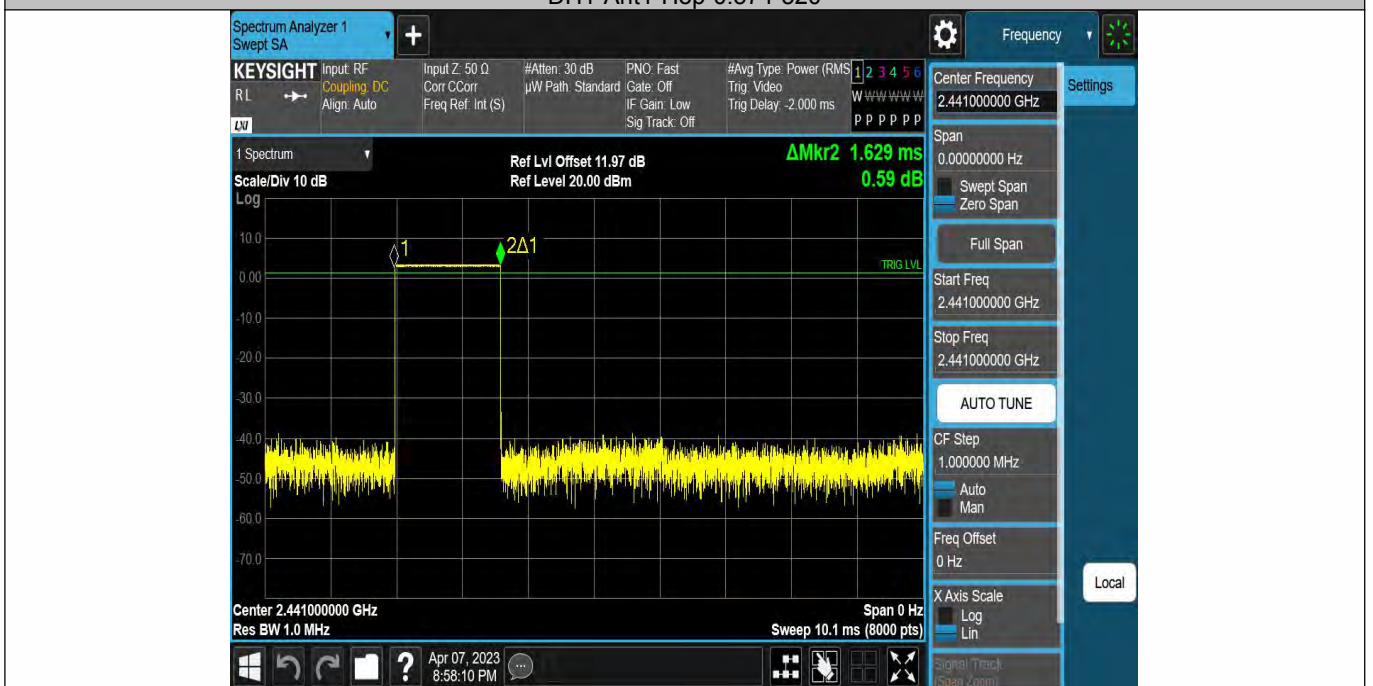 Spectrum Analyzer 1
Swept SA
+
Frequency
KEYSIGHT
RL
LXI
Input: RF
Coupling: DC
Align: Auto
Input Z: 50 Ω
Corr CCorr
Freq Ref: Int (S)
#Atten: 30 dB
µW Path: Standard
PNO: Fast
Gate: Off
IF Gain: Low
Sig Track: Off
#Avg Type: Power (RMS
Trig: Video
Trig Delay: -2.000 ms
1 2 3 4 5 6
W W W W W W
P P P P P P
1 Spectrum
Scale/Div 10 dB
Log
Ref Lvl Offset 11.97 dB
Ref Level 20.00 dBm
ΔMkr2 1.629 ms
0.59 dB
10.0
0.00
-10.0
-20.0
-30.0
-40.0
-50.0
-60.0
-70.0
1
2Δ1
TRIG LVL
Center 2.441000000 GHz
Res BW 1.0 MHz
Span 0 Hz
Sweep 10.1 ms (8000 pts)
?
Apr 07, 2023
8:58:10 PM
Center Frequency
2.441000000 GHz
Settings
Span
0.00000000 Hz
Swept Span
Zero Span
Full Span
Start Freq
2.441000000 GHz
Stop Freq
2.441000000 GHz
AUTO TUNE
CF Step
1.000000 MHz
Auto
Man
Freq Offset
0 Hz
X Axis Scale
Log
Lin
Local
Signal Track
(Span Zoom)